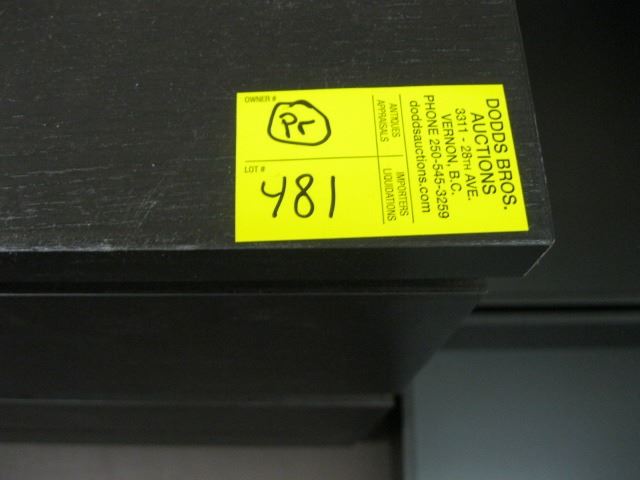 DODDS BROS.
AUCTIONS
3311 - 28TH AVE.
VERNON, B.C.
PHONE 250-545-3259
doddsauctions.com
ANTIQUES
APPRAISALS
IMPORTERS
LIQUIDATIONS
OWNER #
Pr
LOT #
481